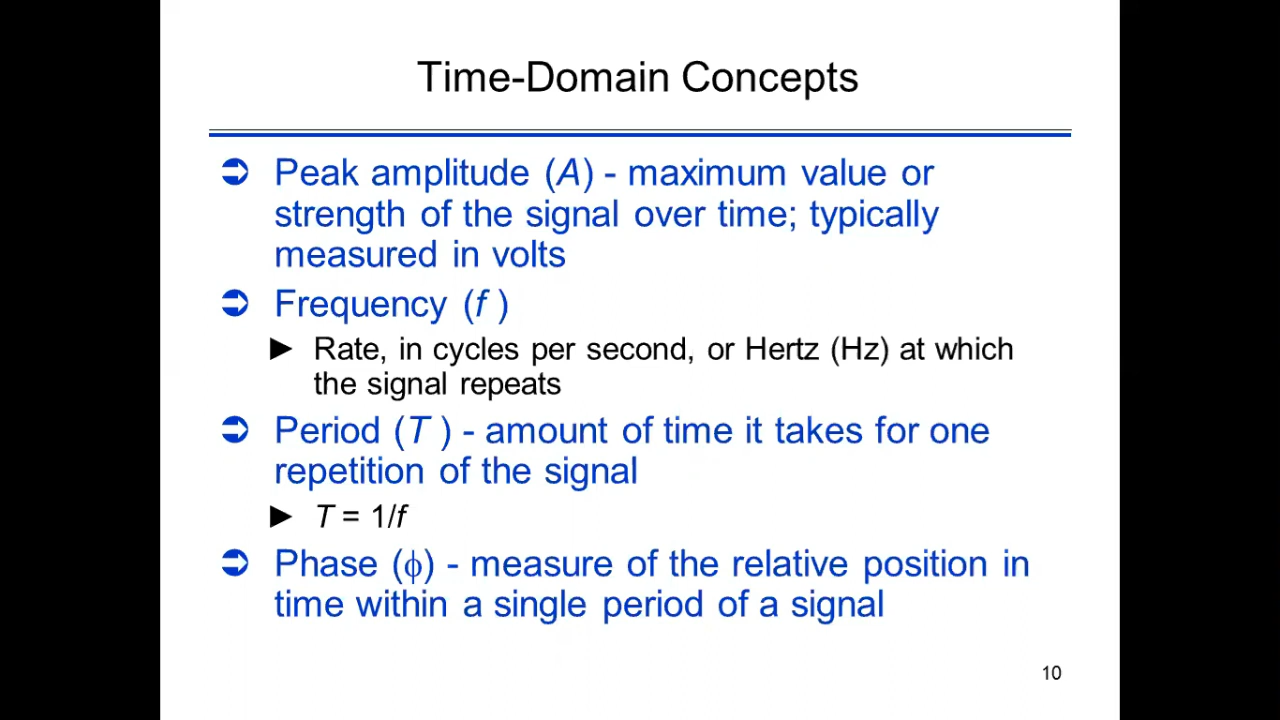 Time-Domain Concepts
Peak amplitude (A) - maximum value or
strength of the signal over time; typically
measured in volts
Frequency (f )
Rate, in cycles per second, or Hertz (Hz) at which
the signal repeats
Period (T ) - amount of time it takes for one
repetition of the signal
T = 1/f
Phase (ϕ) - measure of the relative position in
time within a single period of a signal
10